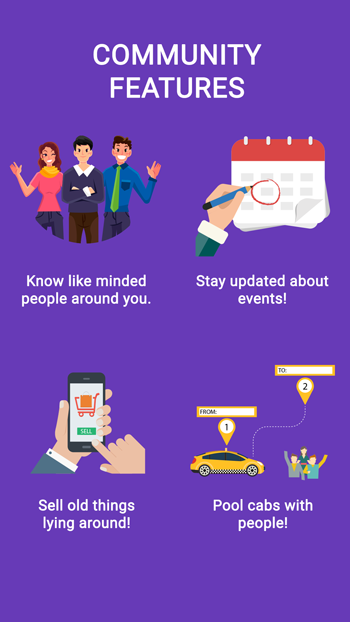 COMMUNITY
FEATURES
Know like minded
people around you.
Stay updated about
events!
SELL
Sell old things
lying around!
TO:
2
FROM:
1
Pool cabs with
people!